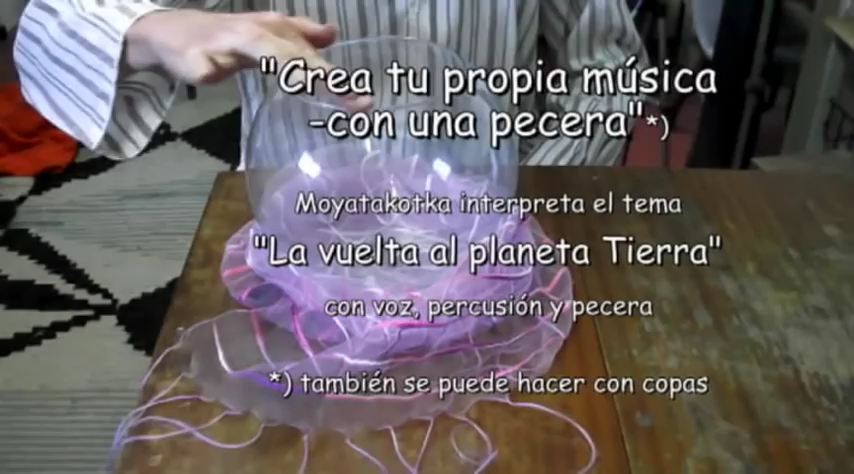 "Crea tu propia música
-con una pecera"*)
Moyatakotka interpreta el tema
"La vuelta al planeta Tierra"
con voz, percusión y pecera
*) también se puede hacer con copas